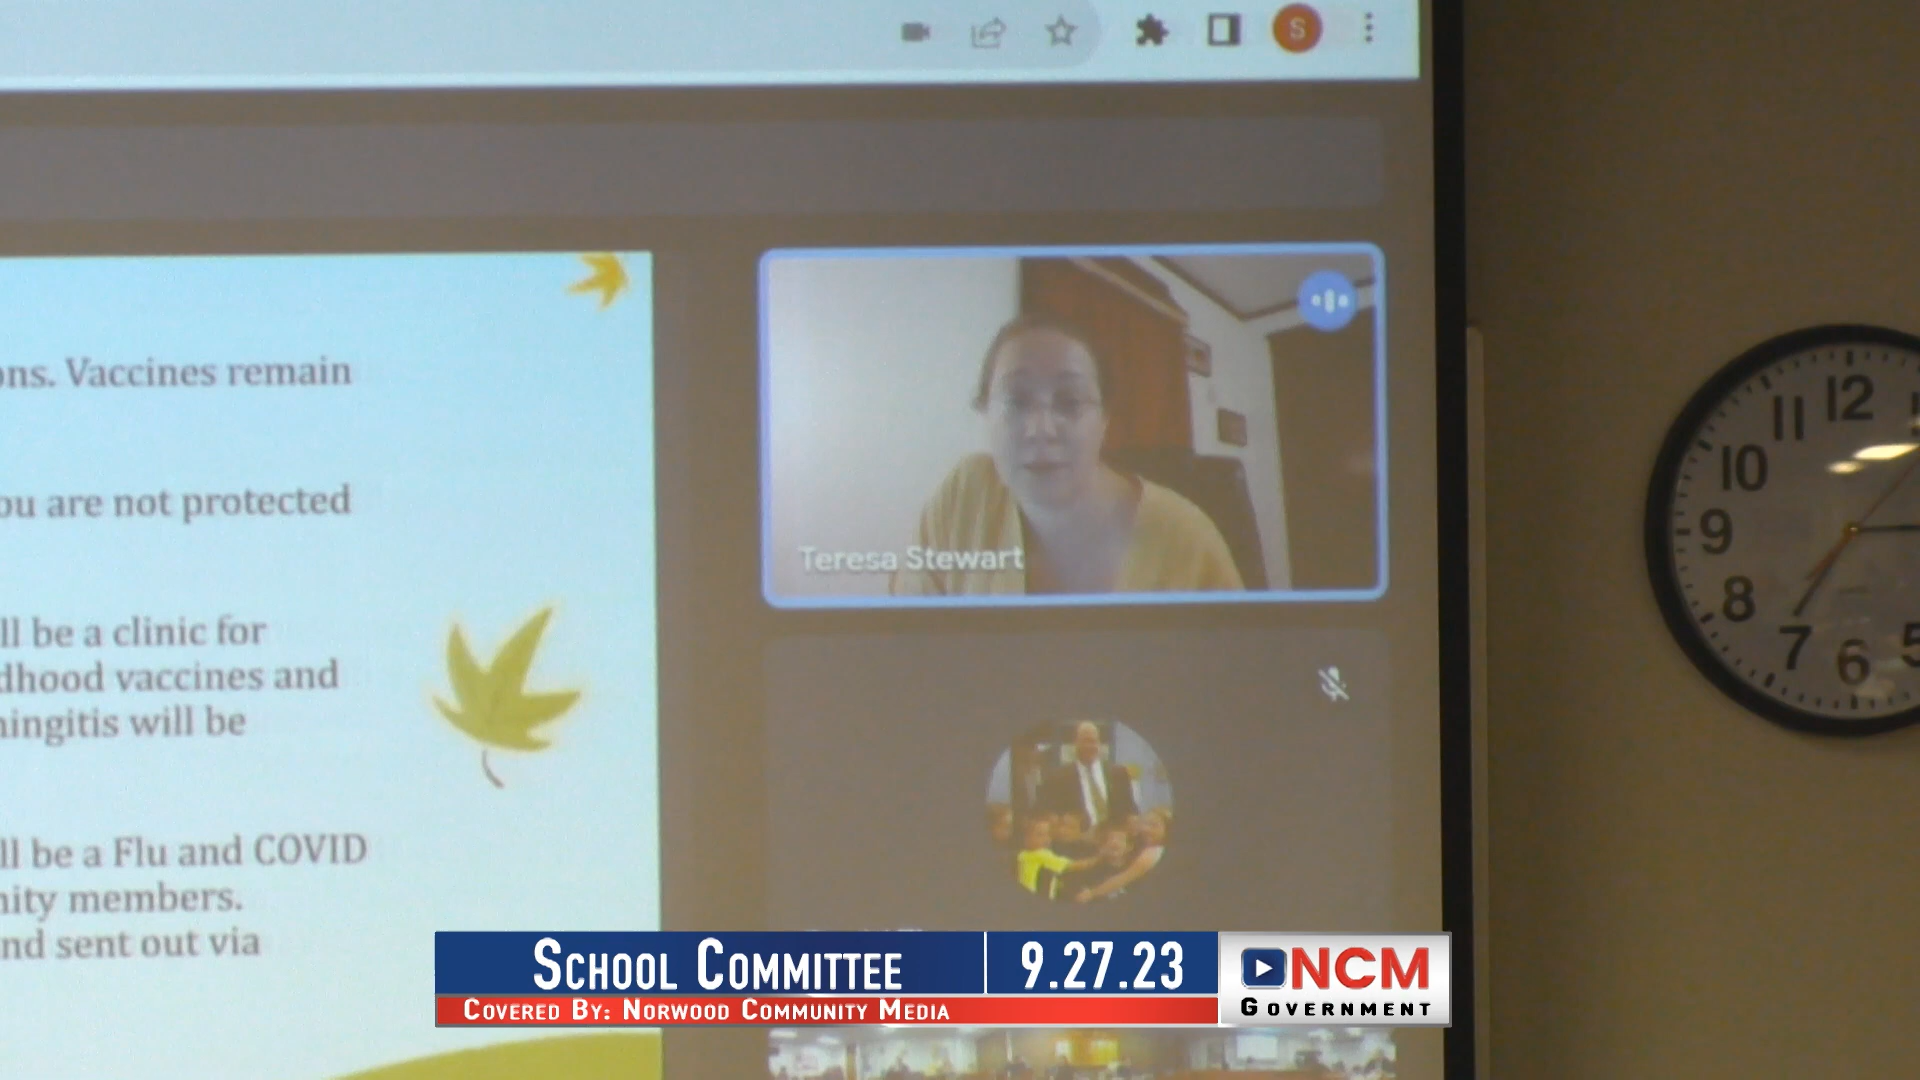 S
ons. Vaccines remain
ou are not protected
ll be a clinic for
dhood vaccines and
ningitis will be
ll be a Flu and COVID
nity members.
nd sent out via
Teresa Stewart
12
11
10
9
8
7
6
5
School Committee
9.27.23
NCM
Government
Covered By: Norwood Community Media